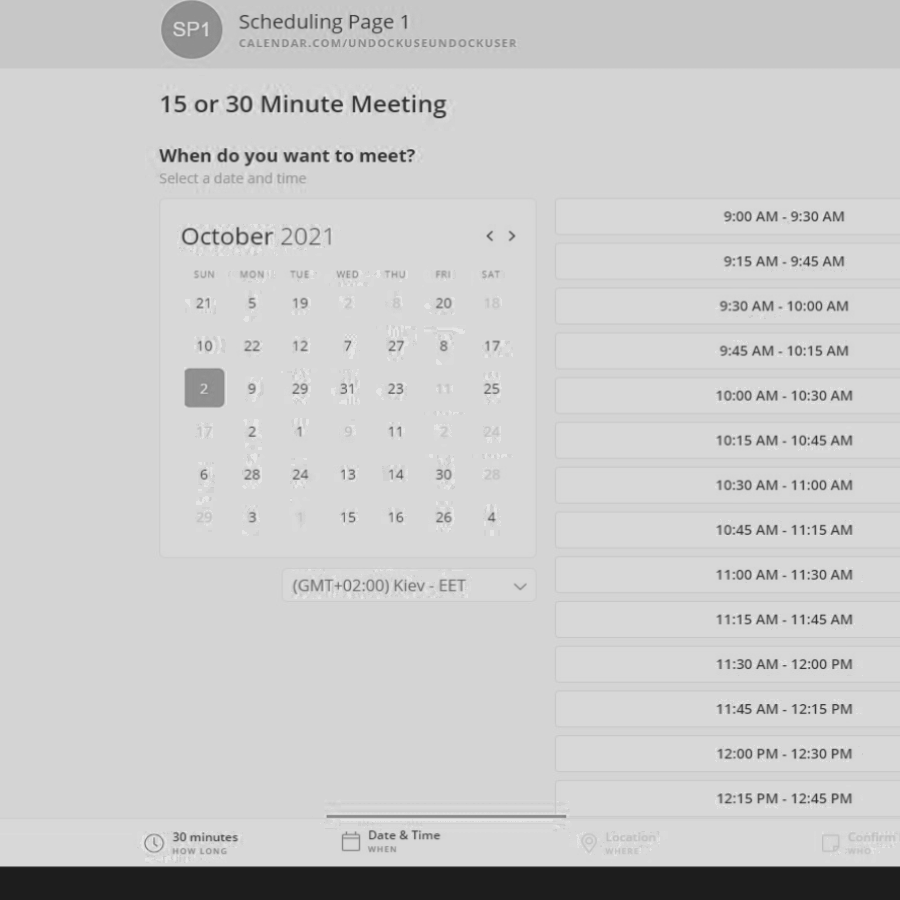 SP1
Scheduling Page 1
CALENDAR.COM/UNDOCKUSEUNDOCKUSER
15 or 30 Minute Meeting
When do you want to meet?
Select a date and time
October 2021
SUN MON TUE WED THU FRI SAT
21 5 19 2 8 20 18
10 22 12 7 27 8 17
2 9 29 31 23 11 25
17 2 1 9 11 2 24
6 28 24 13 14 30 28
29 3 1 15 16 26 4
(GMT+02:00) Kiev - EET
9:00 AM - 9:30 AM
9:15 AM - 9:45 AM
9:30 AM - 10:00 AM
9:45 AM - 10:15 AM
10:00 AM - 10:30 AM
10:15 AM - 10:45 AM
10:30 AM - 11:00 AM
10:45 AM - 11:15 AM
11:00 AM - 11:30 AM
11:15 AM - 11:45 AM
11:30 AM - 12:00 PM
11:45 AM - 12:15 PM
12:00 PM - 12:30 PM
12:15 PM - 12:45 PM
30 minutes
HOW LONG
Date & Time
WHEN
Location
WHERE
Confirm
WHO